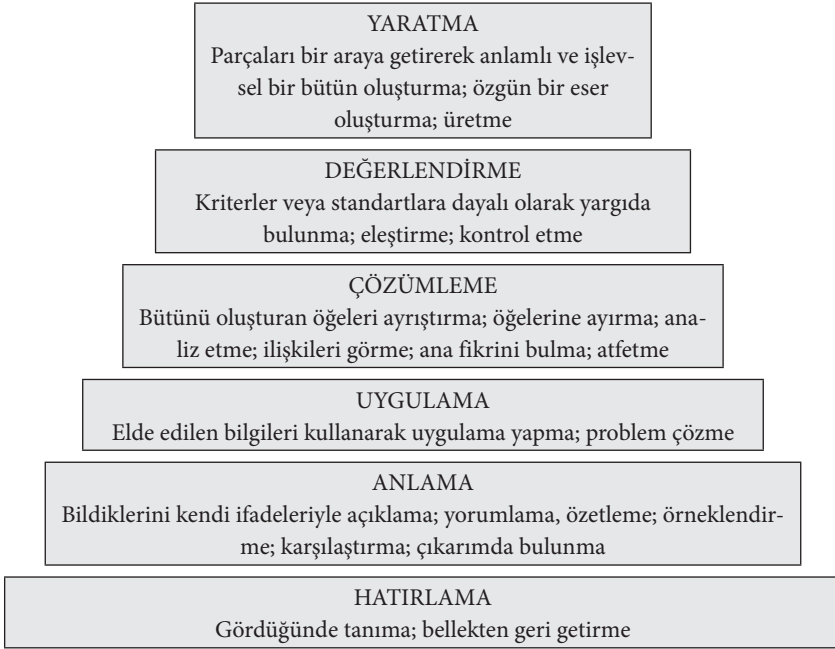 YARATMA
Parçaları bir araya getirerek anlamlı ve işlev-
sel bir bütün oluşturma; özgün bir eser
oluşturma; üretme
DEĞERLENDİRME
Kriterler veya standartlara dayalı olarak yargıda
bulunma; eleştirme; kontrol etme
ÇÖZÜMLEME
Bütünü oluşturan öğeleri ayrıştırma; öğelerine ayırma; ana-
liz etme; ilişkileri görme; ana fikrini bulma; atfetme
UYGULAMA
Elde edilen bilgileri kullanarak uygulama yapma; problem çözme
ANLAMA
Bildiklerini kendi ifadeleriyle açıklama; yorumlama, özetleme; örneklendir-
me; karşılaştırma; çıkarımda bulunma
HATIRLAMA
Gördüğünde tanıma; bellekten geri getirme